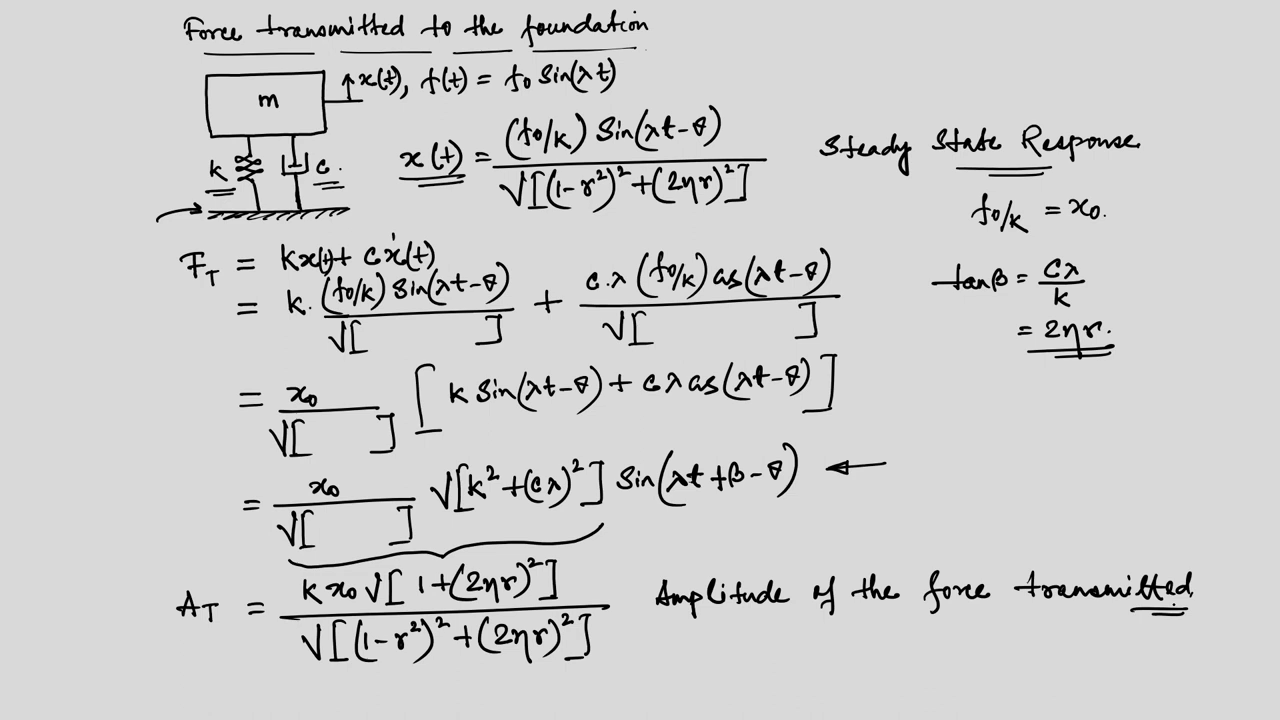 Force transmitted to the foundation
m
x(t), f(t) = f0 Sin(λt)
k
c.
x(t) = (f0/k) Sin(λt-θ) / √[(1-r²)² + (2ηr)²]
Steady State Response
f0/k = x0.
F_T = kx(t) + cẋ(t)
= k. (f0/k) Sin(λt-θ) / √[ ] + c.λ (f0/k) cos(λt-θ) / √[ ]
tanβ = cλ/k
= 2ηr.
= x0 / √[ ] [k Sin(λt-θ) + cλ cos(λt-θ)]
= x0 / √[ ] √[k² + (cλ)²] Sin(λt+β-θ)
A_T = k x0 √[1+(2ηr)²] / √[(1-r²)² + (2ηr)²]
Amplitude of the force transmitted